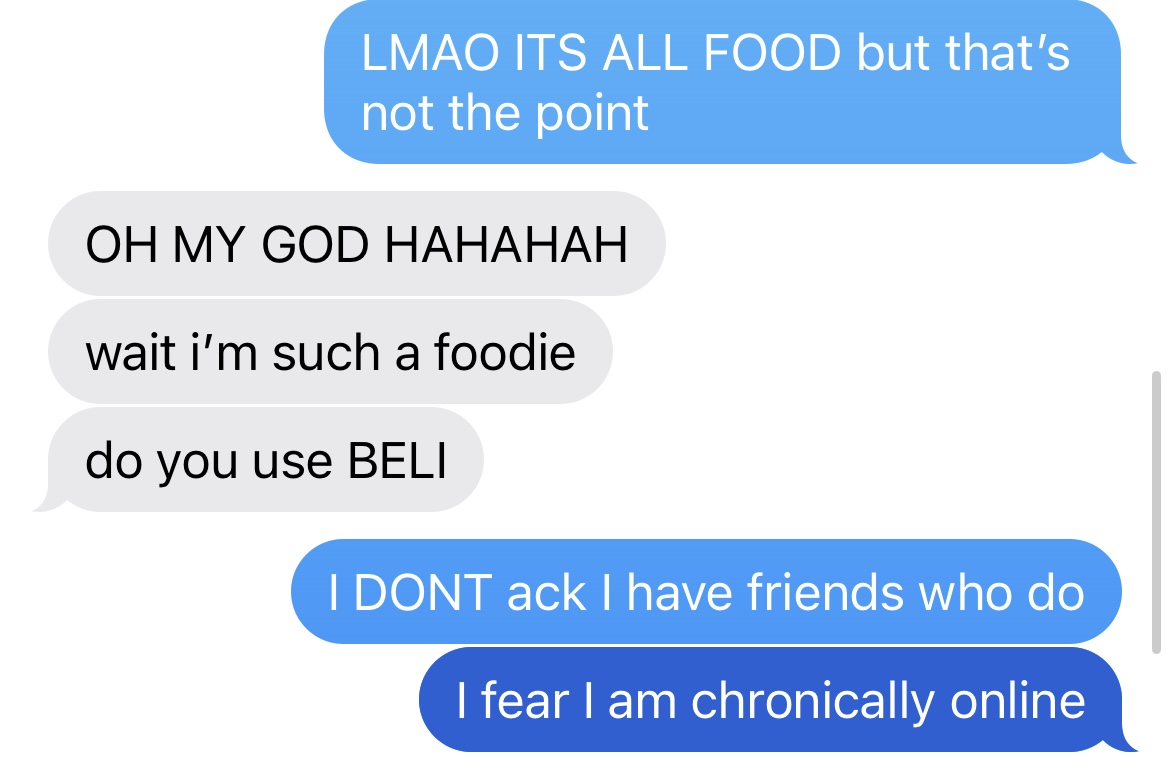 LMAO ITS ALL FOOD but that’s
not the point
OH MY GOD HAHAHAH
wait i’m such a foodie
do you use BELI
I DONT ack I have friends who do
I fear I am chronically online